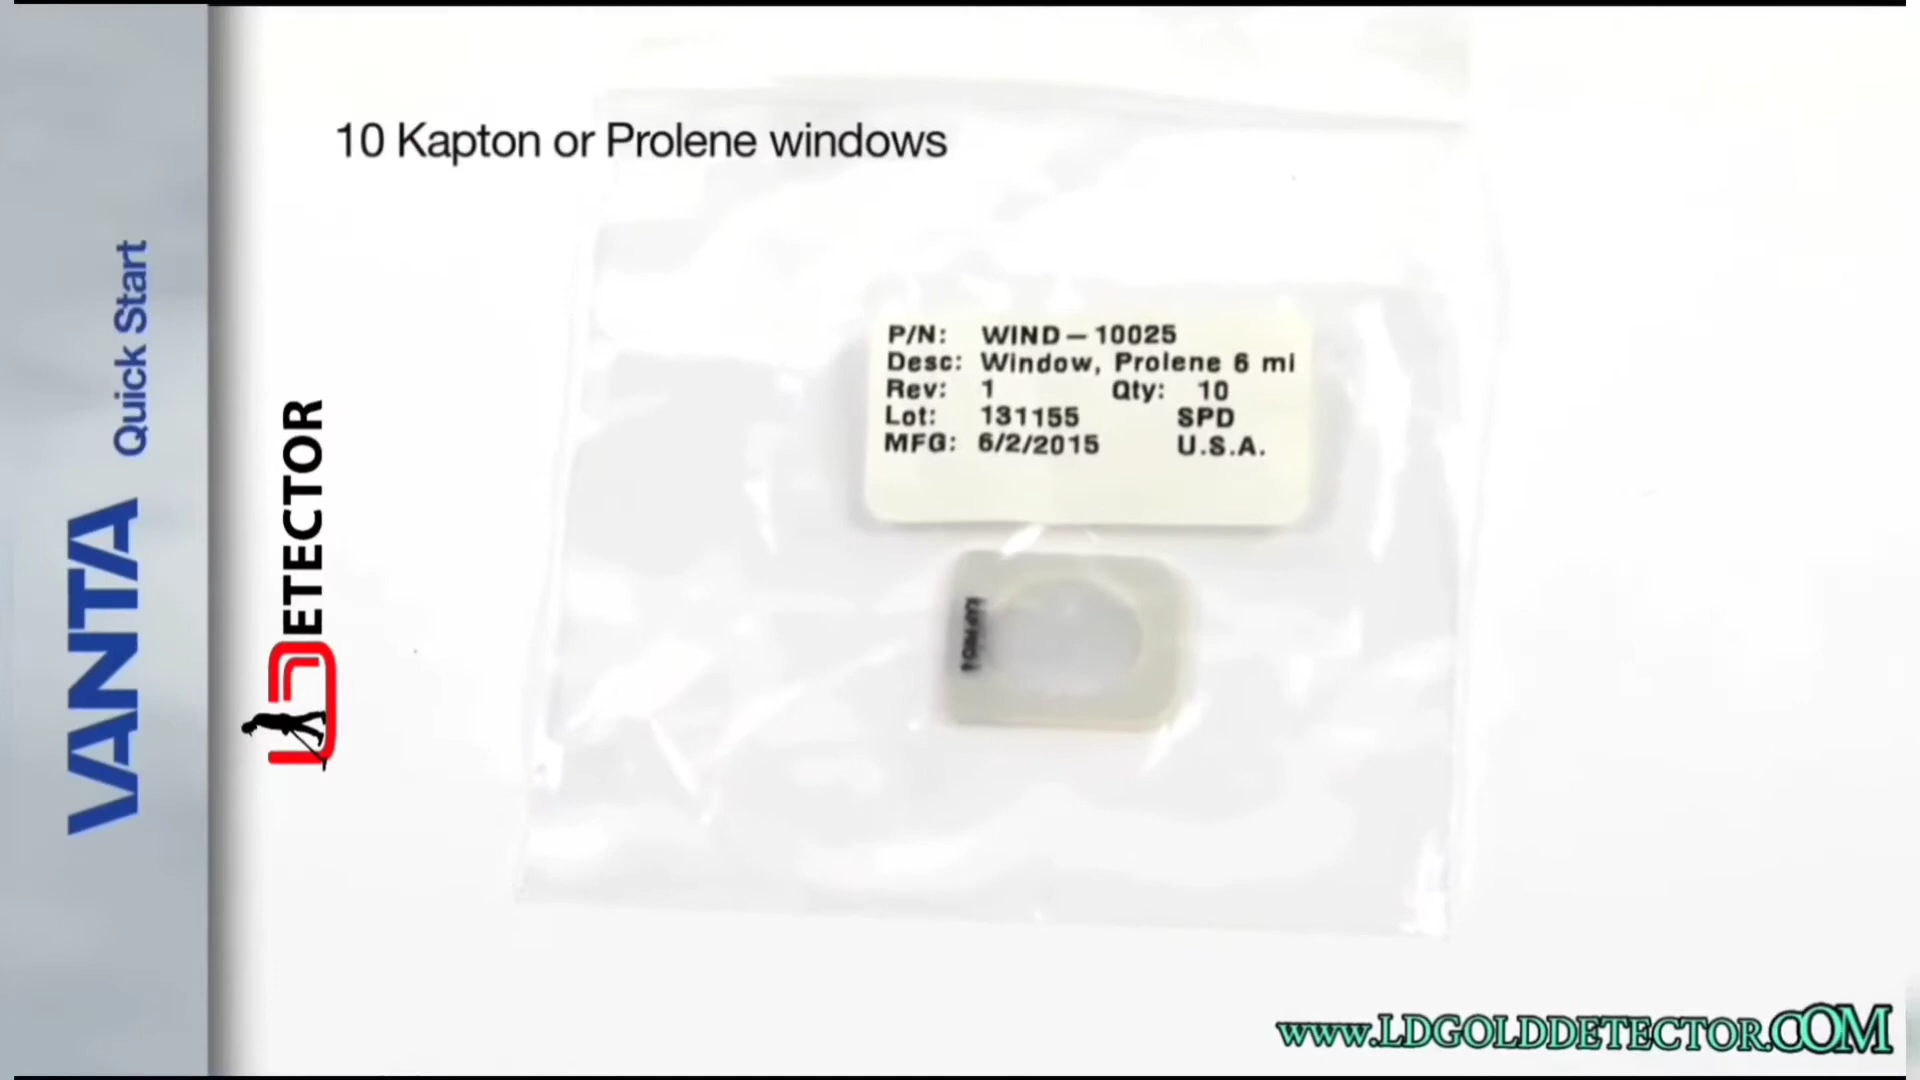 10 Kapton or Prolene windows
VANTA Quick Start
ETECTOR
P/N: WIND-10025
Desc: Window, Prolene 6 mi
Rev: 1 Qty: 10
Lot: 131155 SPD
MFG: 6/2/2015 U.S.A.
www.LDGOLDDETECTOR.COM